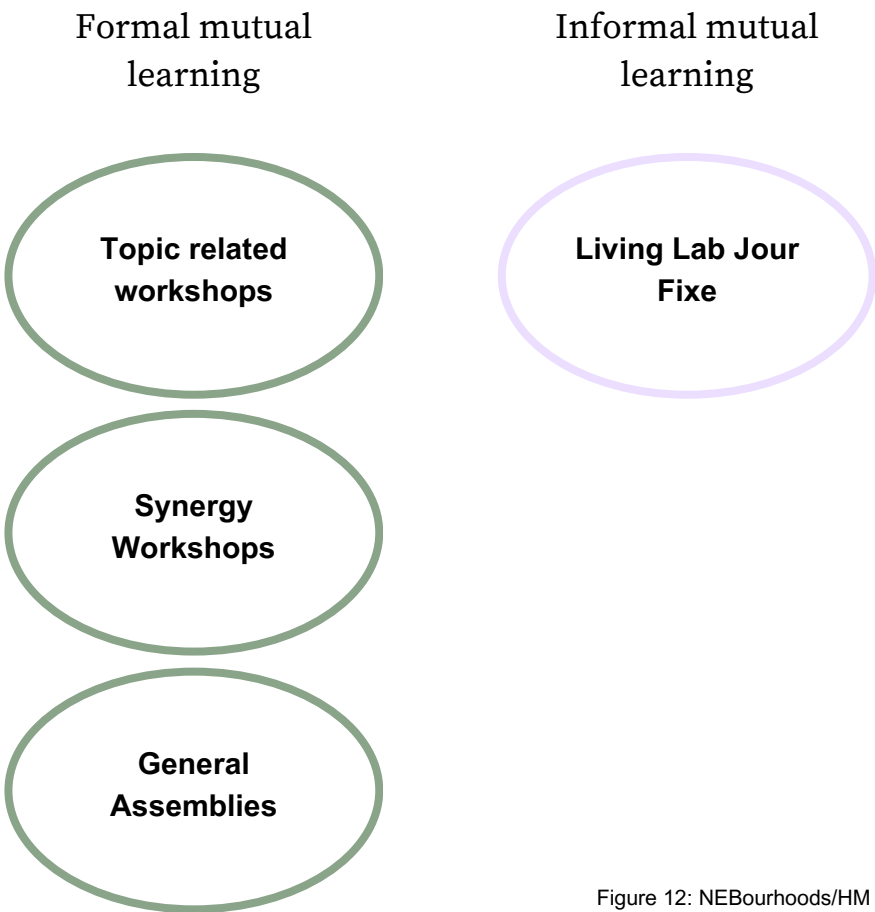 Formal mutual
learning
Informal mutual
learning
Topic related
workshops
Living Lab Jour
Fixe
Synergy
Workshops
General
Assemblies
Figure 12: NEBourhoods/HM